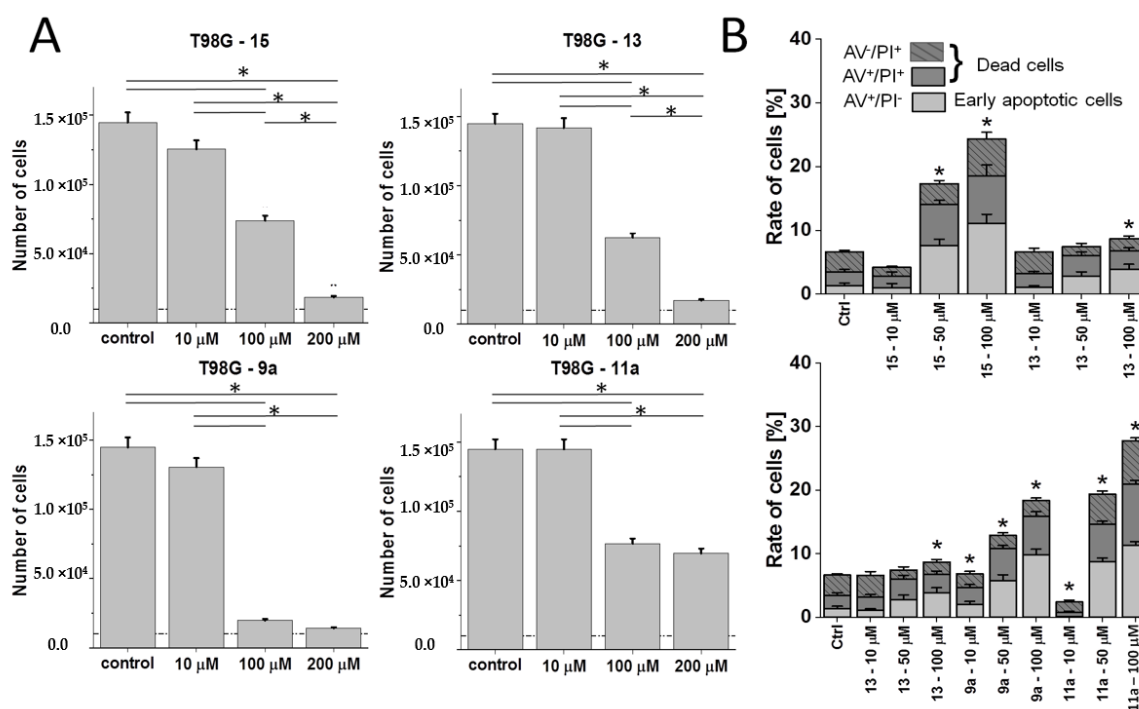 A
T98G - 15
*
*
*
Number of cells
1.5 ×10⁵
1.0 ×10⁵
5.0×10⁴
0.0
control
10 µM
100 µM
200 µM
T98G - 13
*
*
*
Number of cells
1.5 ×10⁵
1.0 ×10⁵
5.0×10⁴
0.0
control
10 µM
100 µM
200 µM
T98G - 9a
*
*
Number of cells
1.5 ×10⁵
1.0 ×10⁵
5.0×10⁴
0.0
control
10 µM
100 µM
200 µM
T98G - 11a
*
*
Number of cells
1.5 ×10⁵
1.0 ×10⁵
5.0×10⁴
0.0
control
10 µM
100 µM
200 µM
B
Rate of cells [%]
40
30
20
10
0
AV⁻/PI⁺
AV⁺/PI⁺
} Dead cells
AV⁺/PI⁻ Early apoptotic cells
*
*
*
Ctrl
15 - 10 µM
15 - 50 µM
15 - 100 µM
13 - 10 µM
13 - 50 µM
13 - 100 µM
Rate of cells [%]
40
30
20
10
0
*
*
*
*
*
*
*
Ctrl
13 - 10 µM
13 - 50 µM
13 - 100 µM
9a - 10 µM
9a - 50 µM
9a - 100 µM
11a - 10 µM
11a - 50 µM
11a – 100 µM